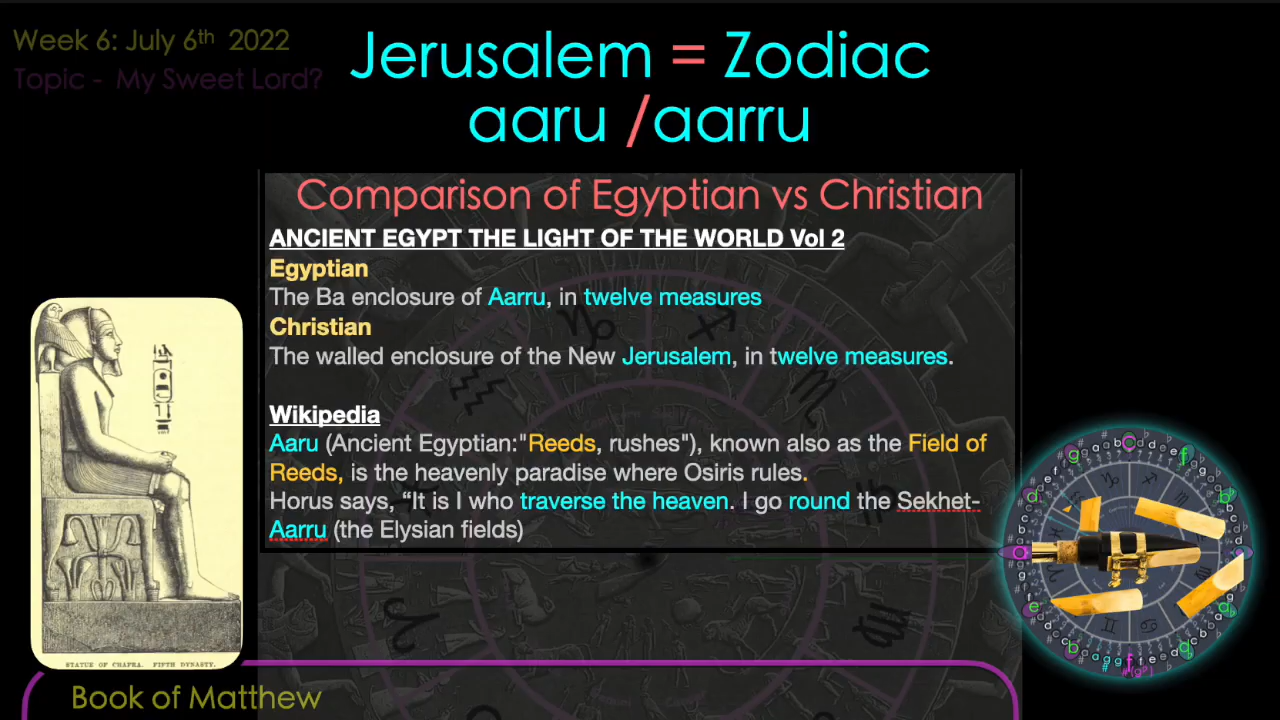 Week 6: July 6th 2022
Topic - My Sweet Lord?
Jerusalem = Zodiac
aaru /aarru
Comparison of Egyptian vs Christian
ANCIENT EGYPT THE LIGHT OF THE WORLD Vol 2
Egyptian
The Ba enclosure of Aarru, in twelve measures
Christian
The walled enclosure of the New Jerusalem, in twelve measures.
Wikipedia
Aaru (Ancient Egyptian:"Reeds, rushes"), known also as the Field of
Reeds, is the heavenly paradise where Osiris rules.
Horus says, “It is I who traverse the heaven. I go round the Sekhet-
Aarru (the Elysian fields)
STATUE OF CHAFRA. FIFTH DYNASTY.
Book of Matthew